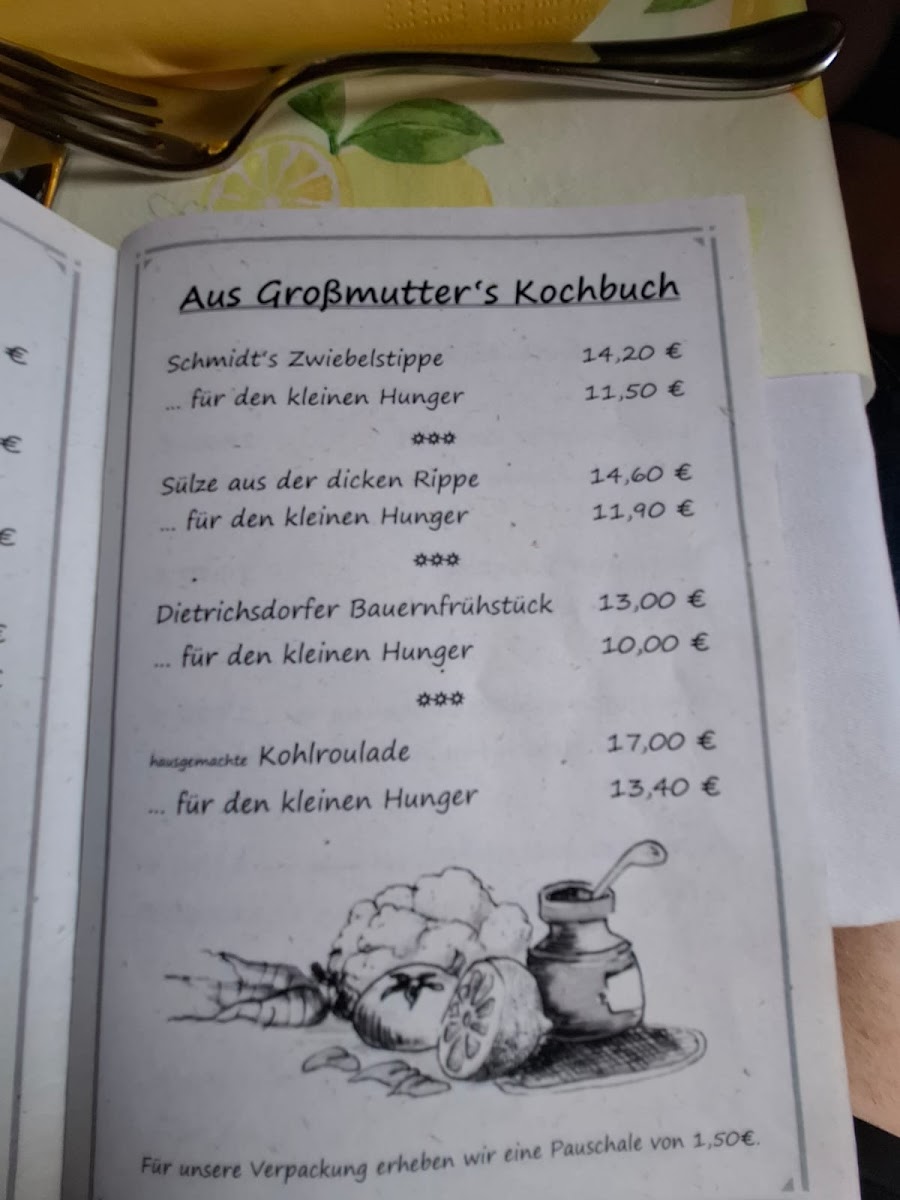 Aus Großmutter's Kochbuch
Schmidt's Zwiebelstippe 14,20 €
... für den kleinen Hunger 11,50 €
Sülze aus der dicken Rippe 14,60 €
... für den kleinen Hunger 11,90 €
Dietrichsdorfer Bauernfrühstück 13,00 €
... für den kleinen Hunger 10,00 €
hausgemachte Kohlroulade 17,00 €
... für den kleinen Hunger 13,40 €
Für unsere Verpackung erheben wir eine Pauschale von 1,50€.
€
€
€